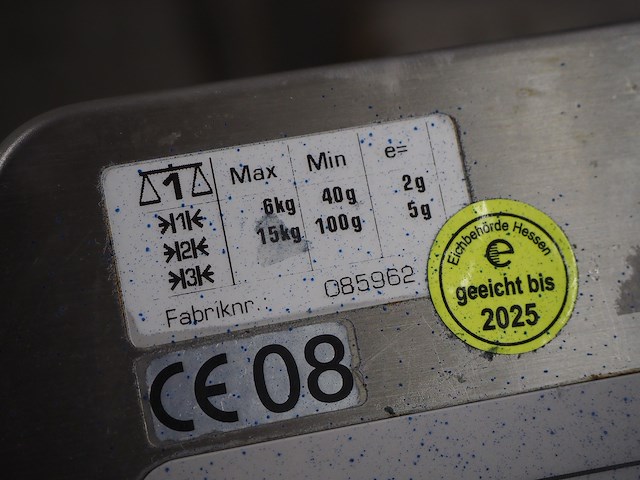 1 Max Min e=
>|1|< 6kg 40g 2g
>|2|< 15kg 100g 5g
>|3|<
Fabriknr. 085962
CE 08
Eichbehörde Hessen
e
geeicht bis
2025